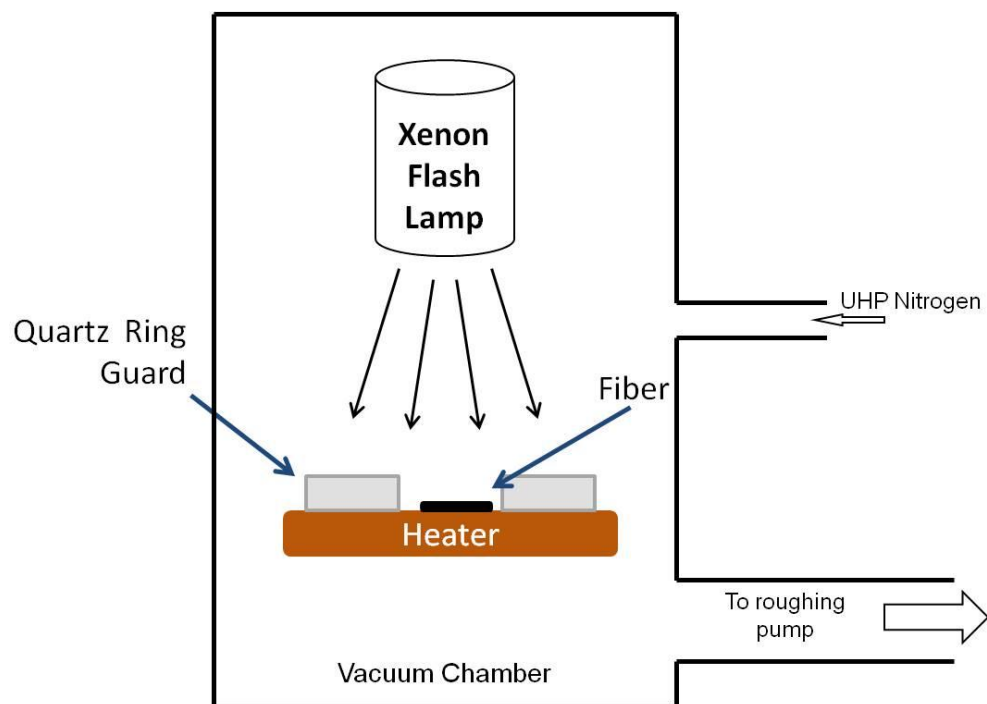 Xenon
Flash
Lamp
UHP Nitrogen
Quartz Ring
Guard
Fiber
Heater
To roughing
pump
Vacuum Chamber